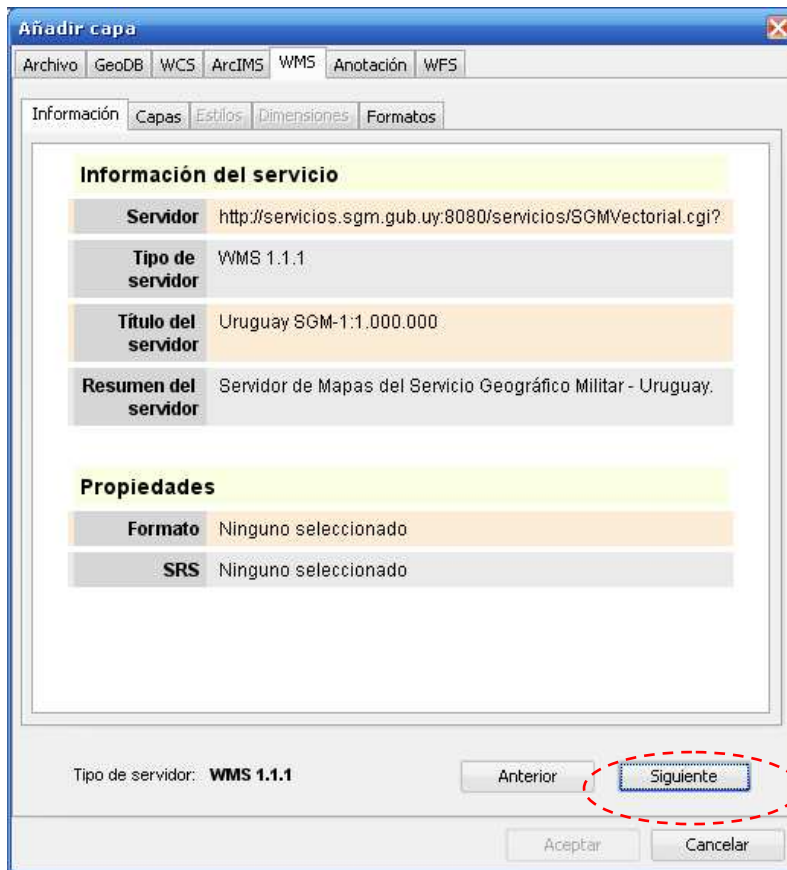 Añadir capa
Archivo GeoDB WCS ArcIMS WMS Anotación WFS
Información Capas Estilos Dimensiones Formatos
Información del servicio
Servidor http://servicios.sgm.gub.uy:8080/servicios/SGMVectorial.cgi?
Tipo de servidor WMS 1.1.1
Título del servidor Uruguay SGM-1:1.000.000
Resumen del servidor Servidor de Mapas del Servicio Geográfico Militar - Uruguay.
Propiedades
Formato Ninguno seleccionado
SRS Ninguno seleccionado
Tipo de servidor: WMS 1.1.1 Anterior Siguiente
Aceptar Cancelar